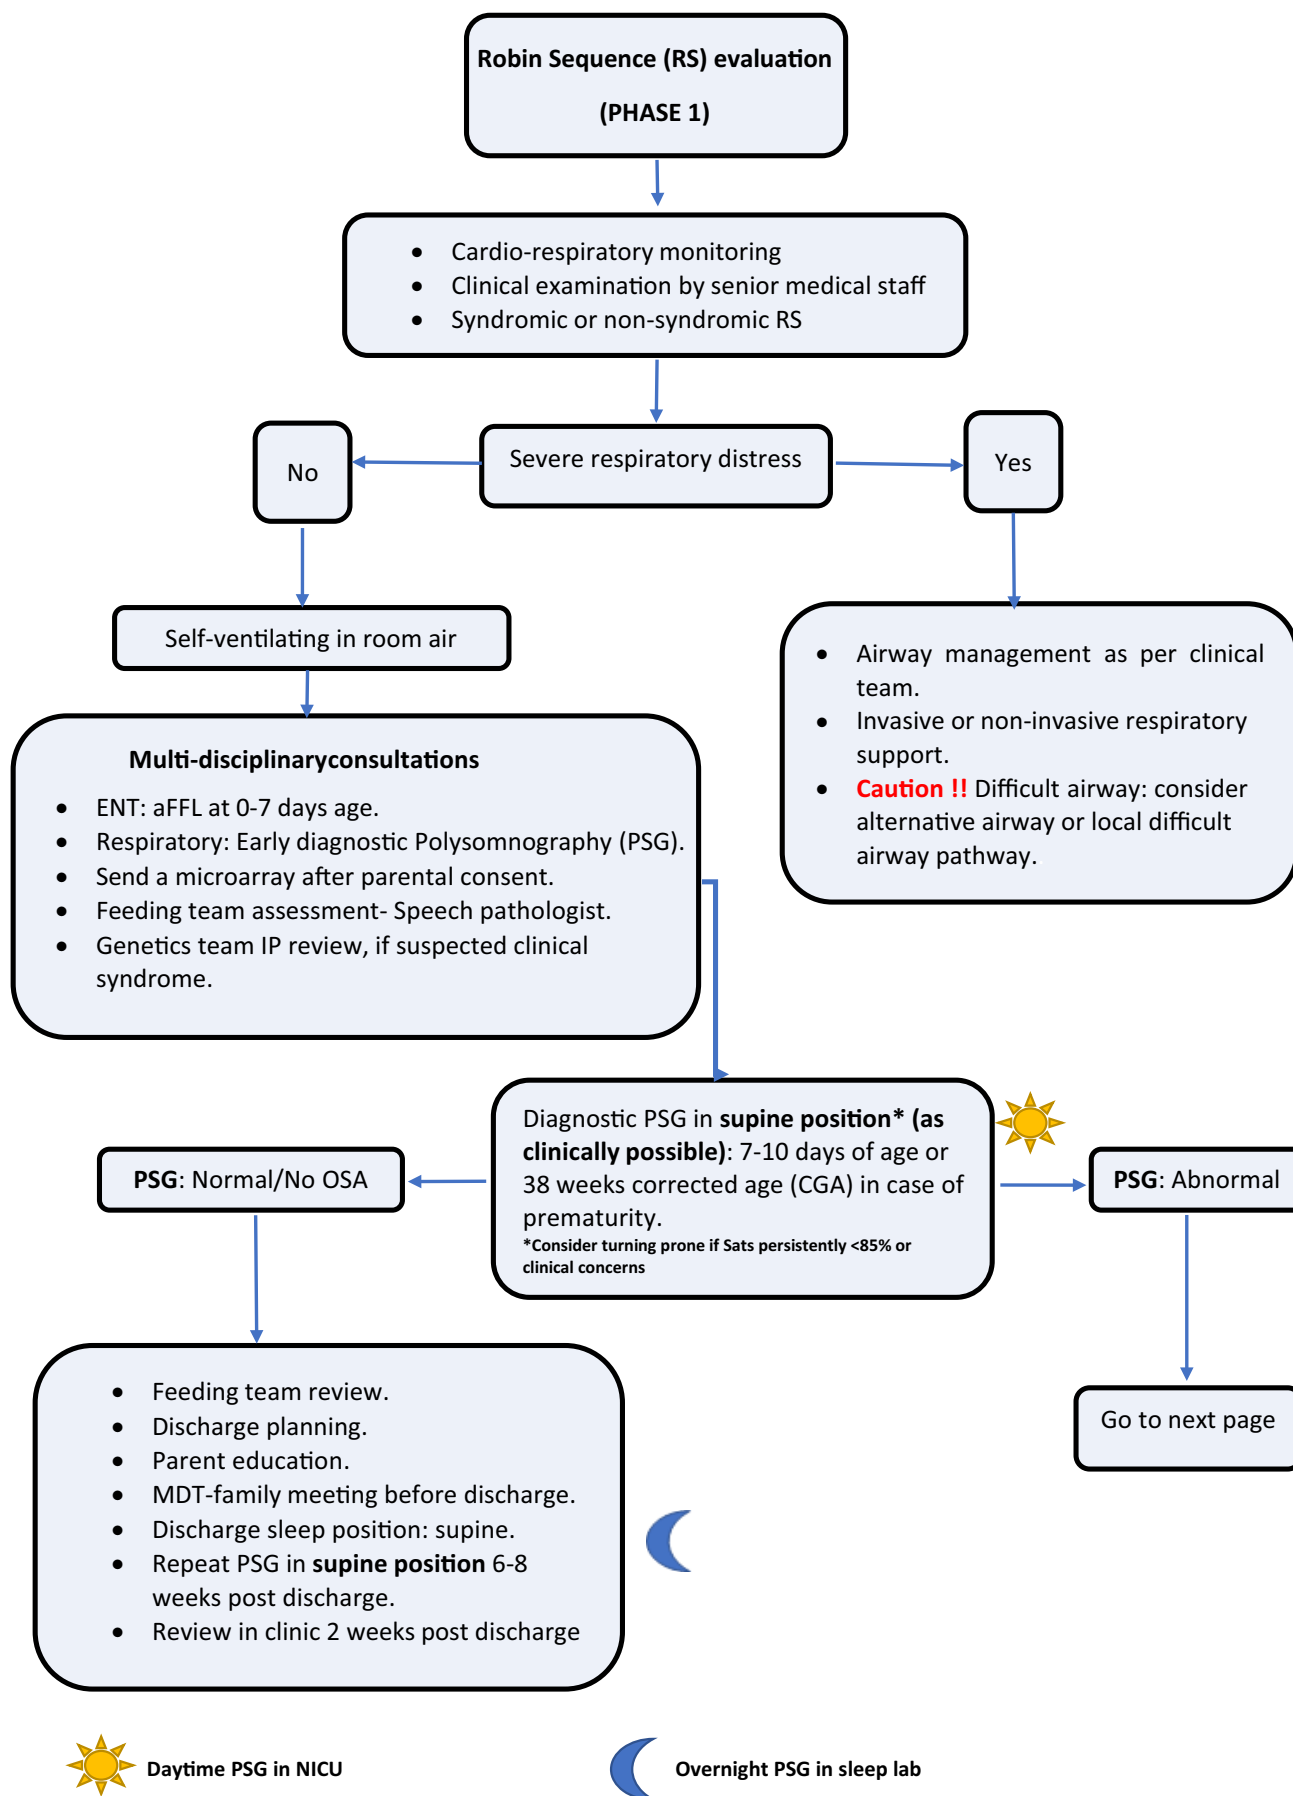 Robin Sequence (RS) evaluation
(PHASE 1)
• Cardio-respiratory monitoring
• Clinical examination by senior medical staff
• Syndromic or non-syndromic RS
No
Severe respiratory distress
Yes
Self-ventilating in room air
• Airway management as per clinical
team.
• Invasive or non-invasive respiratory
support.
• Caution !! Difficult airway: consider
alternative airway or local difficult
airway pathway.
Multi-disciplinaryconsultations
• ENT: aFFL at 0-7 days age.
• Respiratory: Early diagnostic Polysomnography (PSG).
• Send a microarray after parental consent.
• Feeding team assessment- Speech pathologist.
• Genetics team IP review, if suspected clinical
syndrome.
Diagnostic PSG in supine position* (as
clinically possible): 7-10 days of age or
38 weeks corrected age (CGA) in case of
prematurity.
*Consider turning prone if Sats persistently <85% or
clinical concerns
PSG: Normal/No OSA
PSG: Abnormal
• Feeding team review.
• Discharge planning.
• Parent education.
• MDT-family meeting before discharge.
• Discharge sleep position: supine.
• Repeat PSG in supine position 6-8
weeks post discharge.
• Review in clinic 2 weeks post discharge
Go to next page
Daytime PSG in NICU
Overnight PSG in sleep lab